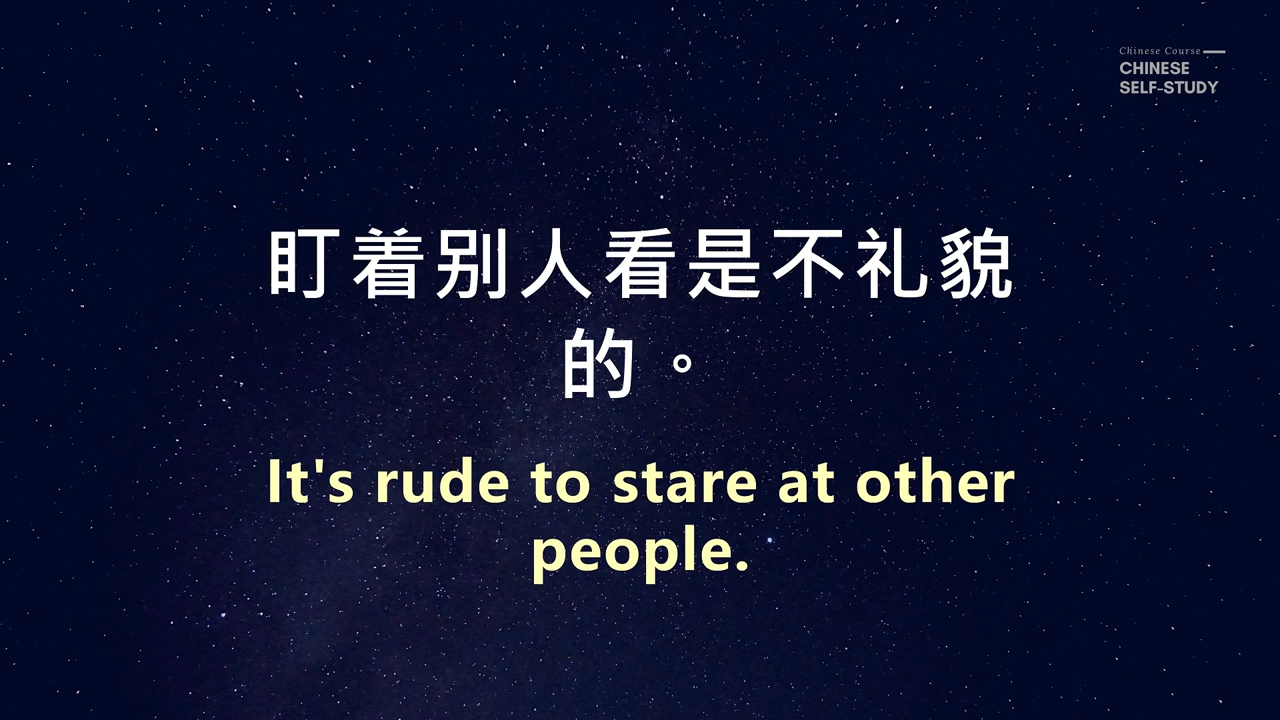 Chinese Course
CHINESE
SELF-STUDY
盯着别人看是不礼貌
的。
It's rude to stare at other
people.